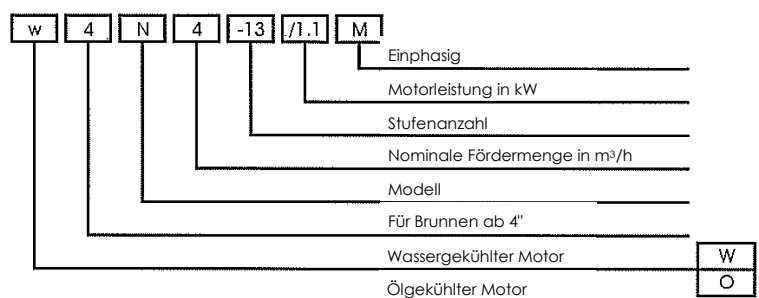 w 4 N 4 -13 /1.1 M
Einphasig
Motorleistung in kW
Stufenanzahl
Nominale Fördermenge in m³/h
Modell
Für Brunnen ab 4"
Wassergekühlter Motor W
Ölgekühlter Motor O